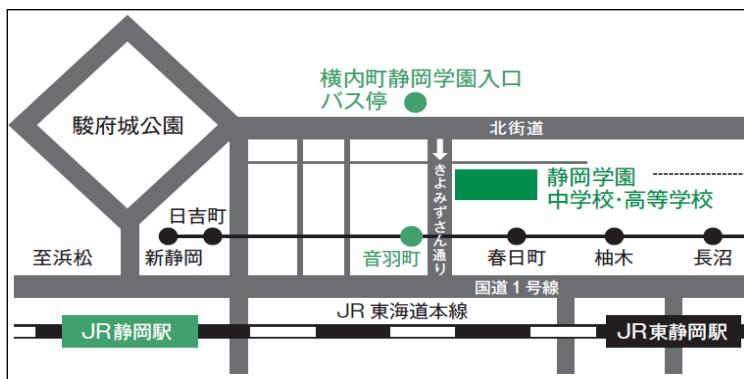 横内町静岡学園入口
バス停
駿府城公園
北街道
きよみずさん通り
静岡学園
中学校・高等学校
日吉町
至浜松
新静岡
音羽町
春日町
柚木
長沼
国道1号線
JR東海道本線
JR静岡駅
JR東静岡駅